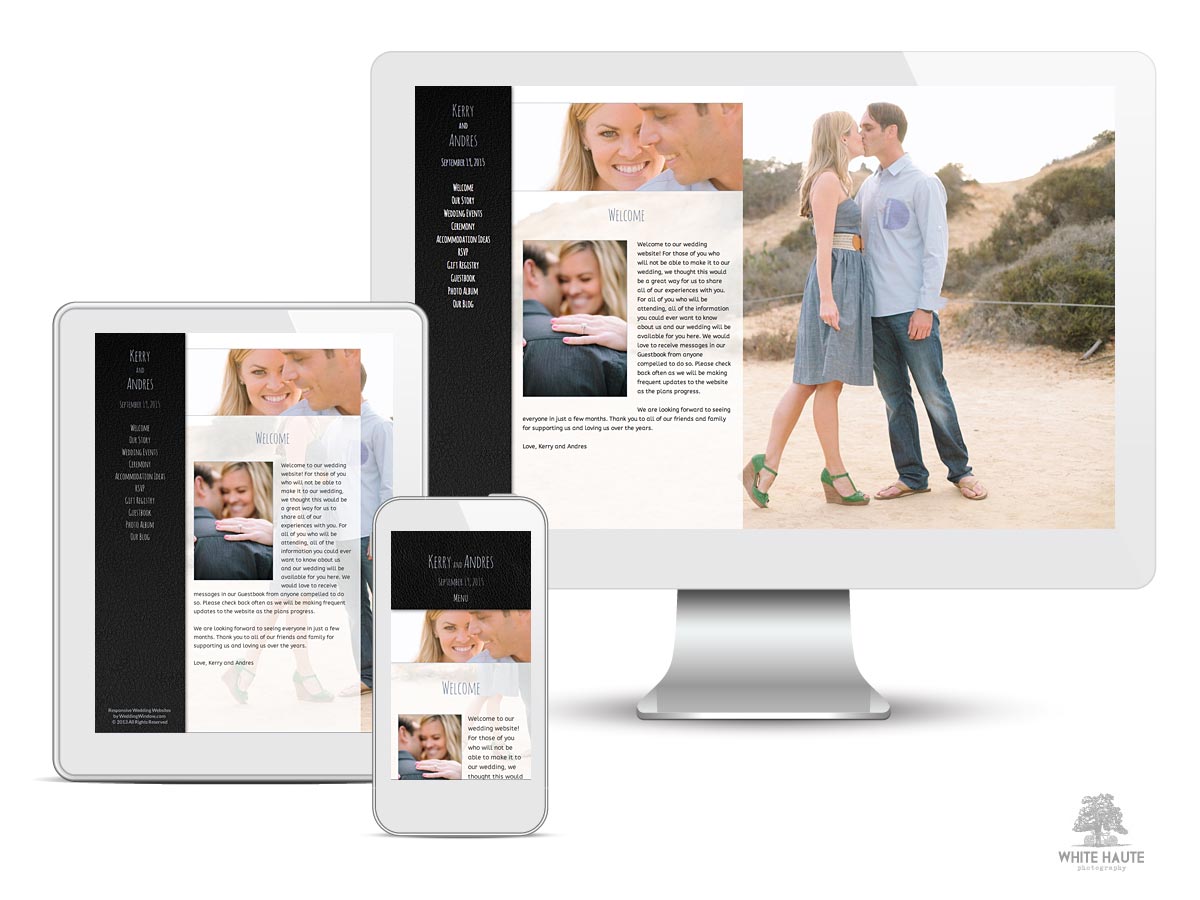 Kerry
and
Andres
September 19, 2015
Welcome
Our Story
Wedding Events
Ceremony
Accommodation Ideas
RSVP
Gift Registry
Guestbook
Photo Album
Our Blog
Welcome
Welcome to our wedding
website! For those of you who
will not be able to make it to our
wedding, we thought this would
be a great way for us to share
all of our experiences with you.
For all of you who will be
attending, all of the information
you could ever want to know
about us and our wedding will be
available for you here. We would
love to receive messages in our
Guestbook from anyone
compelled to do so. Please check
back often as we will be making
frequent updates to the website
as the plans progress.
We are looking forward to seeing
everyone in just a few months. Thank you to all of our friends and family
for supporting us and loving us over the years.
Love, Kerry and Andres
Kerry
and
Andres
September 19, 2015
Welcome
Our Story
Wedding Events
Ceremony
Accommodation Ideas
RSVP
Gift Registry
Guestbook
Photo Album
Our Blog
Responsive Wedding Websites
by WeddingWindow.com
© 2013 All Rights Reserved
Welcome
Welcome to our wedding
website! For those of you
who will not be able to
make it to our wedding,
we thought this would be
a great way for us to
share all of our
experiences with you. For
all of you who will be
attending, all of the
information you could ever
want to know about us
and our wedding will be
available for you here. We
would love to receive
messages in our Guestbook from anyone compelled to do
so. Please check back often as we will be making frequent
updates to the website as the plans progress.
We are looking forward to seeing everyone in just a few
months. Thank you to all of our friends and family for
supporting us and loving us over the years.
Love, Kerry and Andres
Kerry and Andres
September 19, 2015
Menu
Welcome
Welcome to our
wedding website!
For those of you
who will not be
able to make it to
our wedding, we
thought this would
WHITE HAUTE
photography